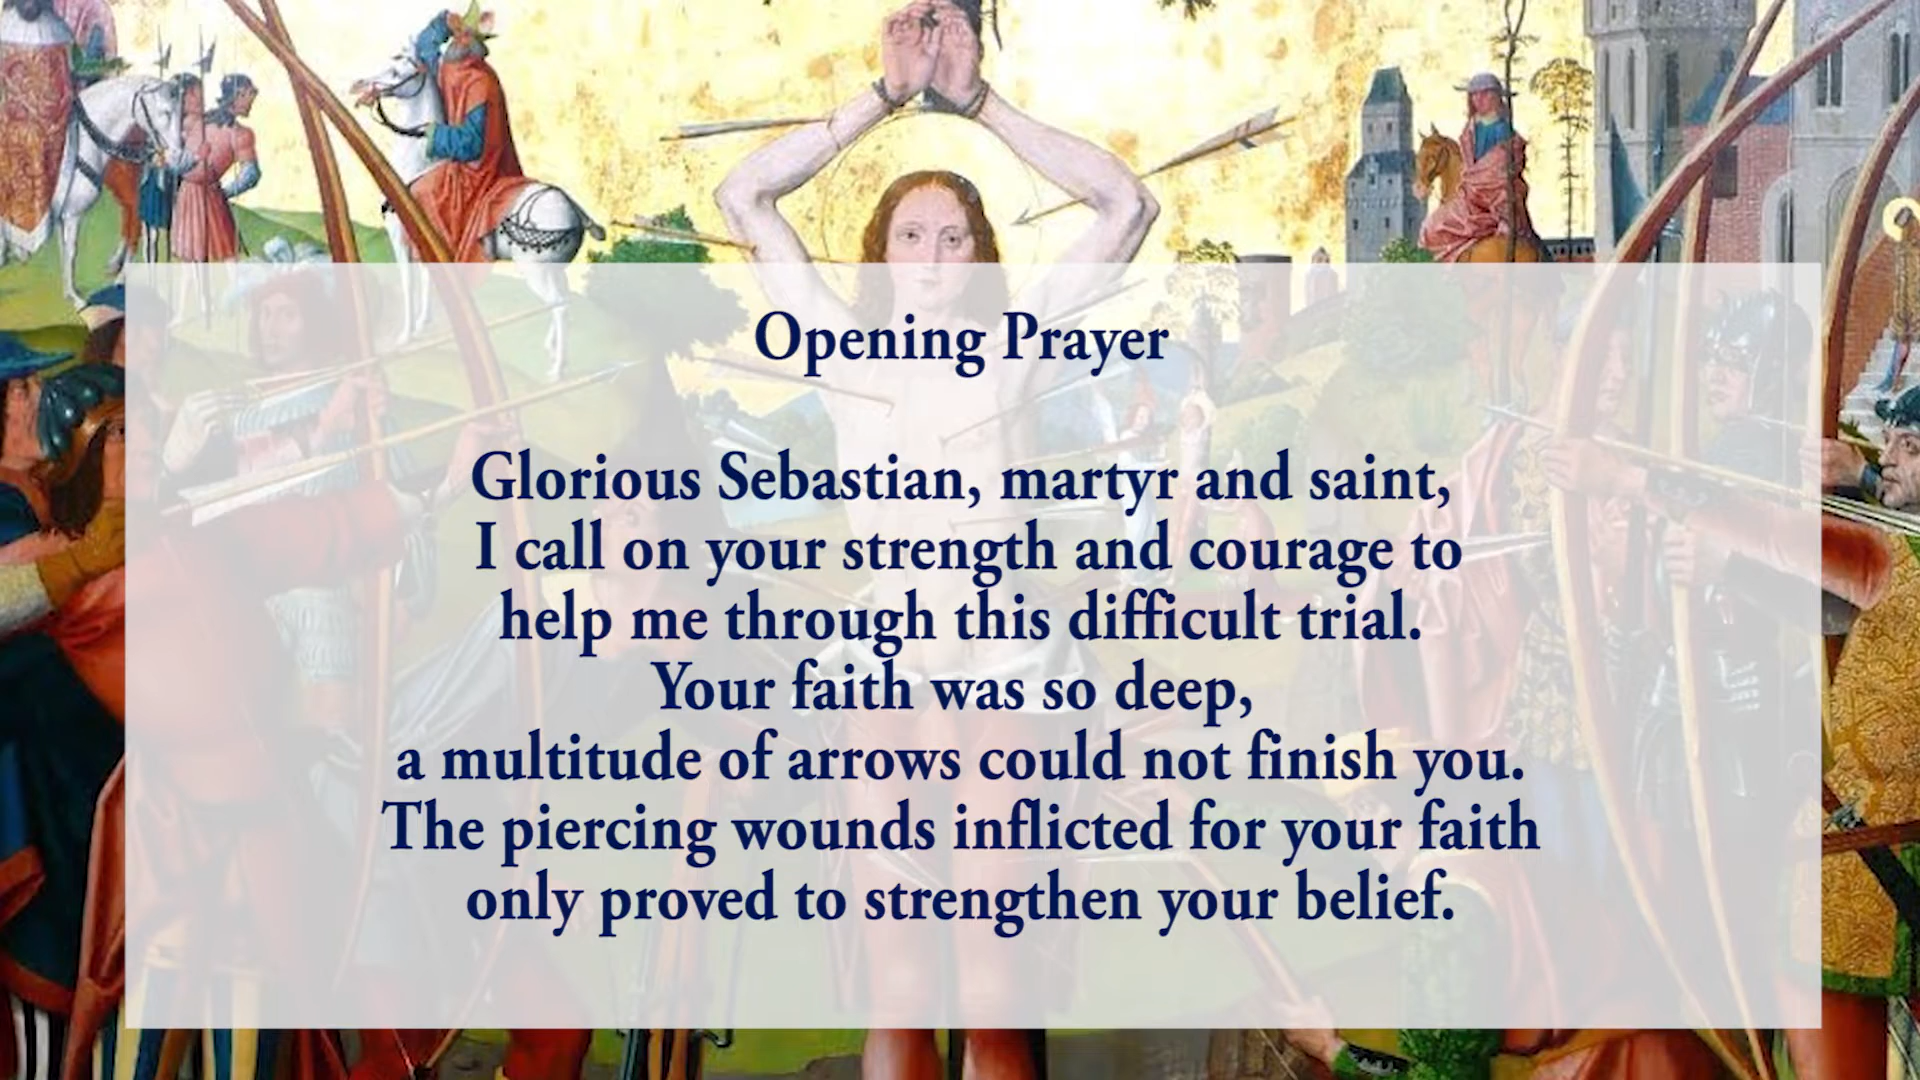 Opening Prayer
Glorious Sebastian, martyr and saint,
I call on your strength and courage to
help me through this difficult trial.
Your faith was so deep,
a multitude of arrows could not finish you.
The piercing wounds inflicted for your faith
only proved to strengthen your belief.